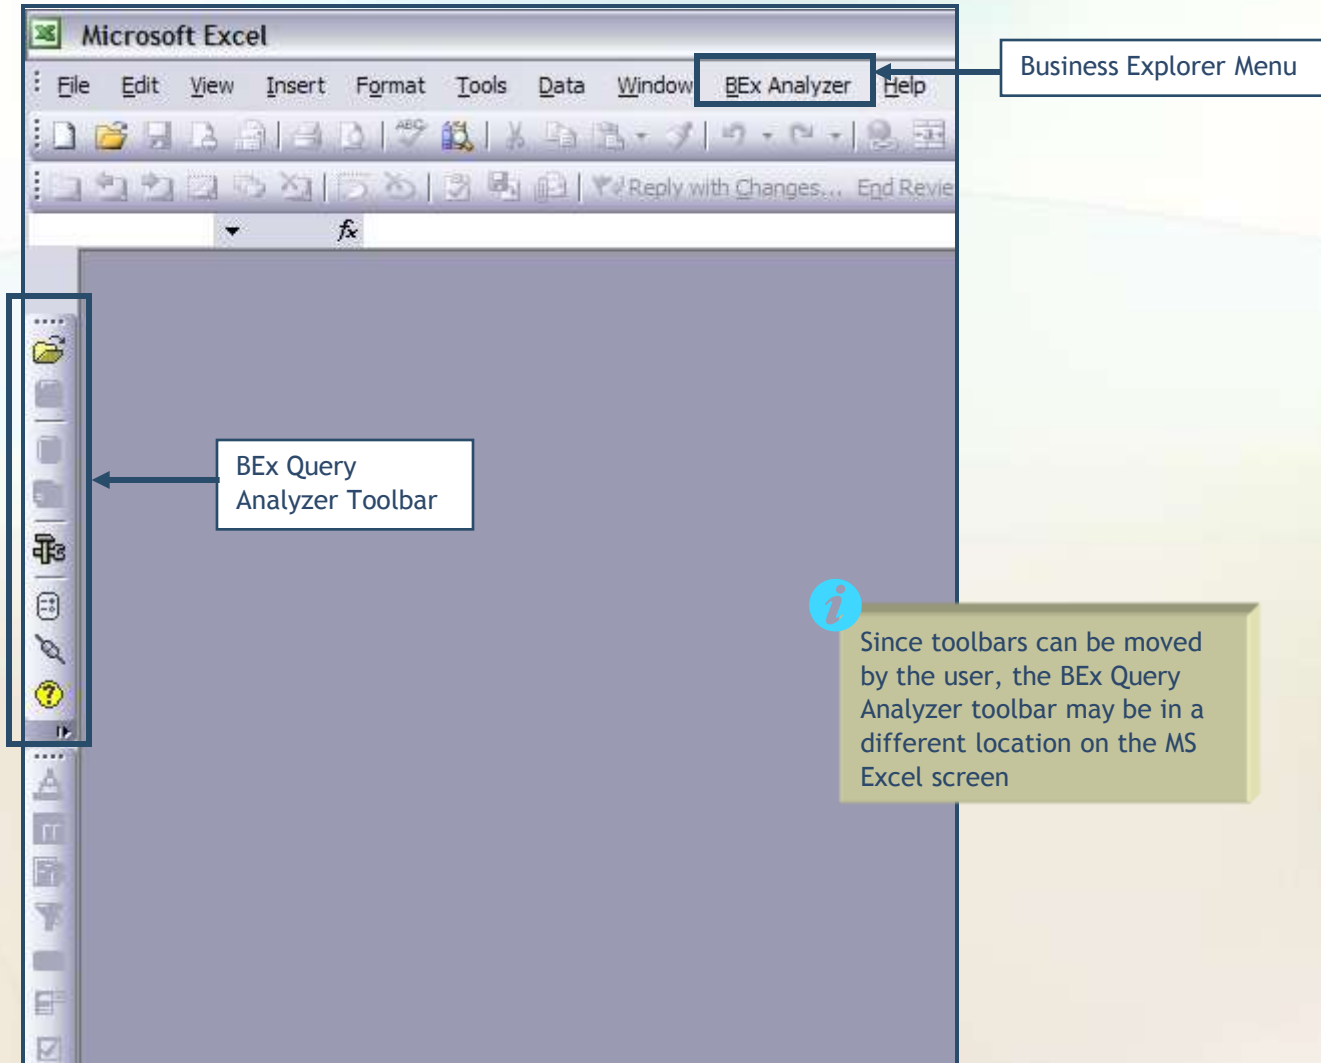 Microsoft Excel
File Edit View Insert Format Tools Data Window BEx Analyzer Help
Business Explorer Menu
ABC
Reply with Changes... End Revie
fx
BEx Query
Analyzer Toolbar
i
Since toolbars can be moved
by the user, the BEx Query
Analyzer toolbar may be in a
different location on the MS
Excel screen